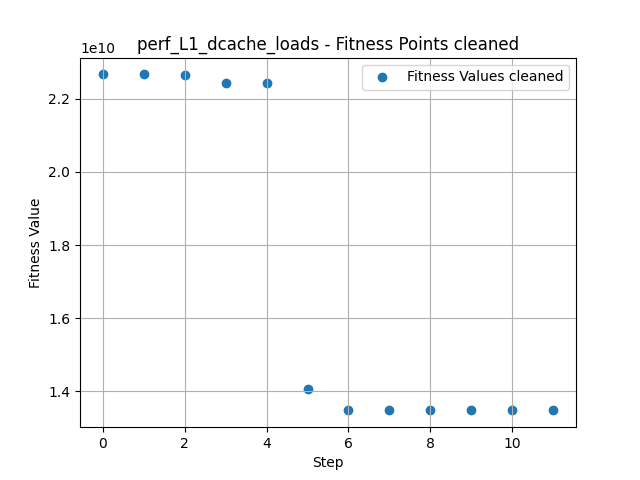 perf_L1_dcache_loads - Fitness Points cleaned
1e10
Fitness Values cleaned
2.2
2.0
1.8
1.6
1.4
Fitness Value
0 2 4 6 8 10
Step